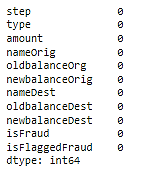 step 0
type 0
amount 0
nameOrig 0
oldbalanceOrg 0
newbalanceOrig 0
nameDest 0
oldbalanceDest 0
newbalanceDest 0
isFraud 0
isFlaggedFraud 0
dtype: int64